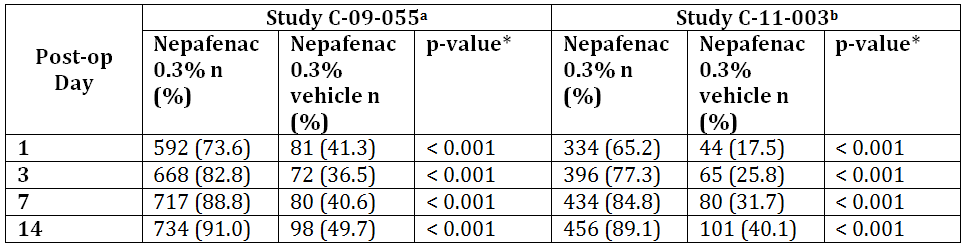 Post-op Day | Study C-09-055ᵃ | Study C-11-003ᵇ
Nepafenac 0.3% n (%) | Nepafenac 0.3% vehicle n (%) | p-value* | Nepafenac 0.3% n (%) | Nepafenac 0.3% vehicle n (%) | p-value*
1 | 592 (73.6) | 81 (41.3) | < 0.001 | 334 (65.2) | 44 (17.5) | < 0.001
3 | 668 (82.8) | 72 (36.5) | < 0.001 | 396 (77.3) | 65 (25.8) | < 0.001
7 | 717 (88.8) | 80 (40.6) | < 0.001 | 434 (84.8) | 80 (31.7) | < 0.001
14 | 734 (91.0) | 98 (49.7) | < 0.001 | 456 (89.1) | 101 (40.1) | < 0.001